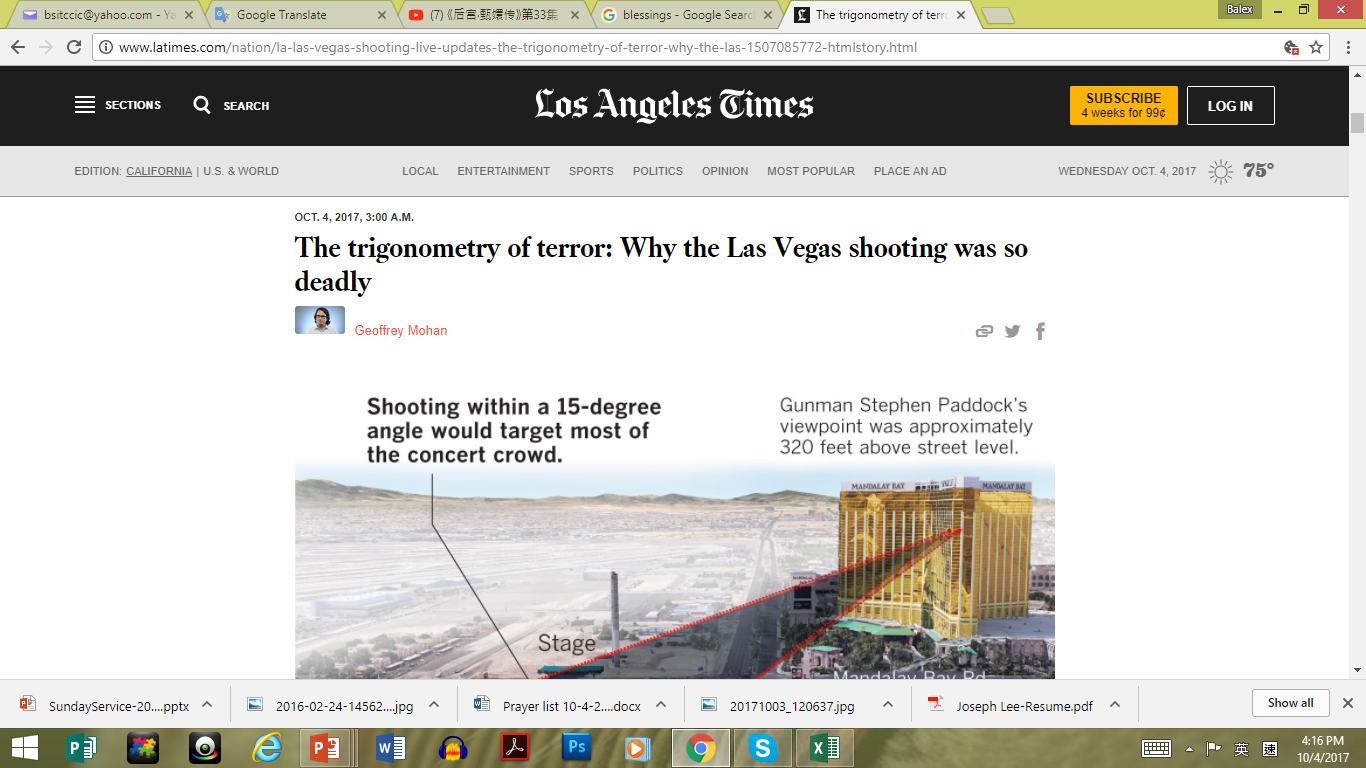 bsitccic@yahoo.com - Ya
Google Translate
(7) 《后宮·甄嬛传》第33集
blessings - Google Searc
The trigonometry of terro
Balex
www.latimes.com/nation/la-las-vegas-shooting-live-updates-the-trigonometry-of-terror-why-the-las-1507085772-htmlstory.html
SECTIONS
SEARCH
Los Angeles Times
SUBSCRIBE
4 weeks for 99¢
LOG IN
EDITION: CALIFORNIA | U.S. & WORLD
LOCAL ENTERTAINMENT SPORTS POLITICS OPINION MOST POPULAR PLACE AN AD
WEDNESDAY OCT. 4, 2017
75°
OCT. 4, 2017, 3:00 A.M.
The trigonometry of terror: Why the Las Vegas shooting was so
deadly
Geoffrey Mohan
Shooting within a 15-degree
angle would target most of
the concert crowd.
Gunman Stephen Paddock's
viewpoint was approximately
320 feet above street level.
MANDALAY BAY
MANDALAY BAY
Stage
Mandalay Bay Rd
SundayService-20....pptx
2016-02-24-14562....jpg
Prayer list 10-4-2....docx
20171003_120637.jpg
Joseph Lee-Resume.pdf
Show all
英
速
4:16 PM
10/4/2017